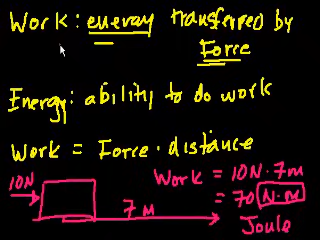 Work: energy transferred by
Force
Energy: ability to do work
Work = Force · distance
10N
7 M
Work = 10N · 7m
= 70 N·m
Joule